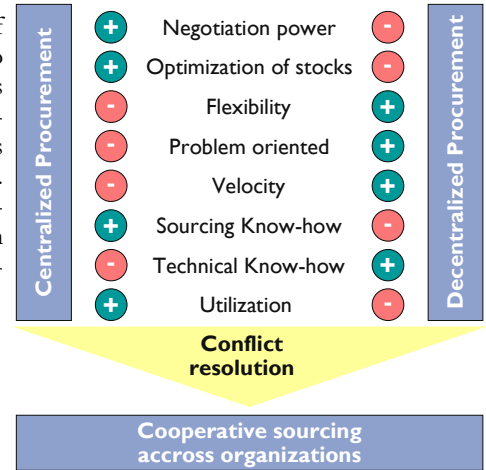 f
o
s
-
s
.
-
n
-
Centralized Procurement
+ Negotiation power -
+ Optimization of stocks -
- Flexibility +
- Problem oriented +
- Velocity +
+ Sourcing Know-how -
- Technical Know-how +
+ Utilization -
Decentralized Procurement
Conflict
resolution
Cooperative sourcing
accross organizations